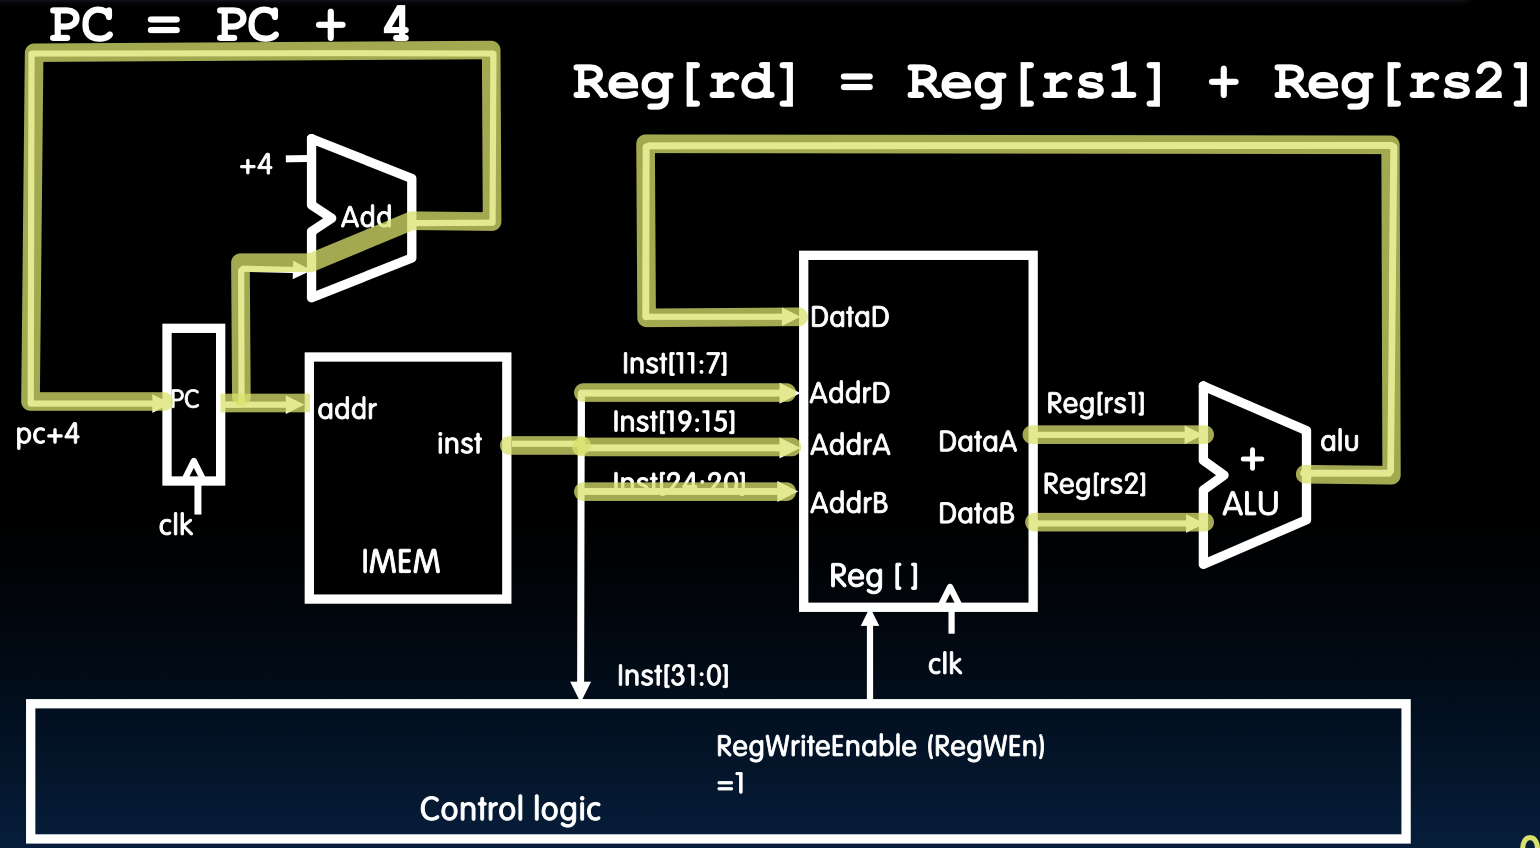 PC = PC + 4
Reg[rd] = Reg[rs1] + Reg[rs2]
+4
Add
DataD
Inst[11:7]
AddrD
PC
addr
Inst[19:15]
Reg[rs1]
pc+4
inst
AddrA
DataA
alu
+
ALU
Inst[24:20]
AddrB
Reg[rs2]
DataB
clk
IMEM
Reg [ ]
clk
Inst[31:0]
RegWriteEnable (RegWEn)
=1
Control logic